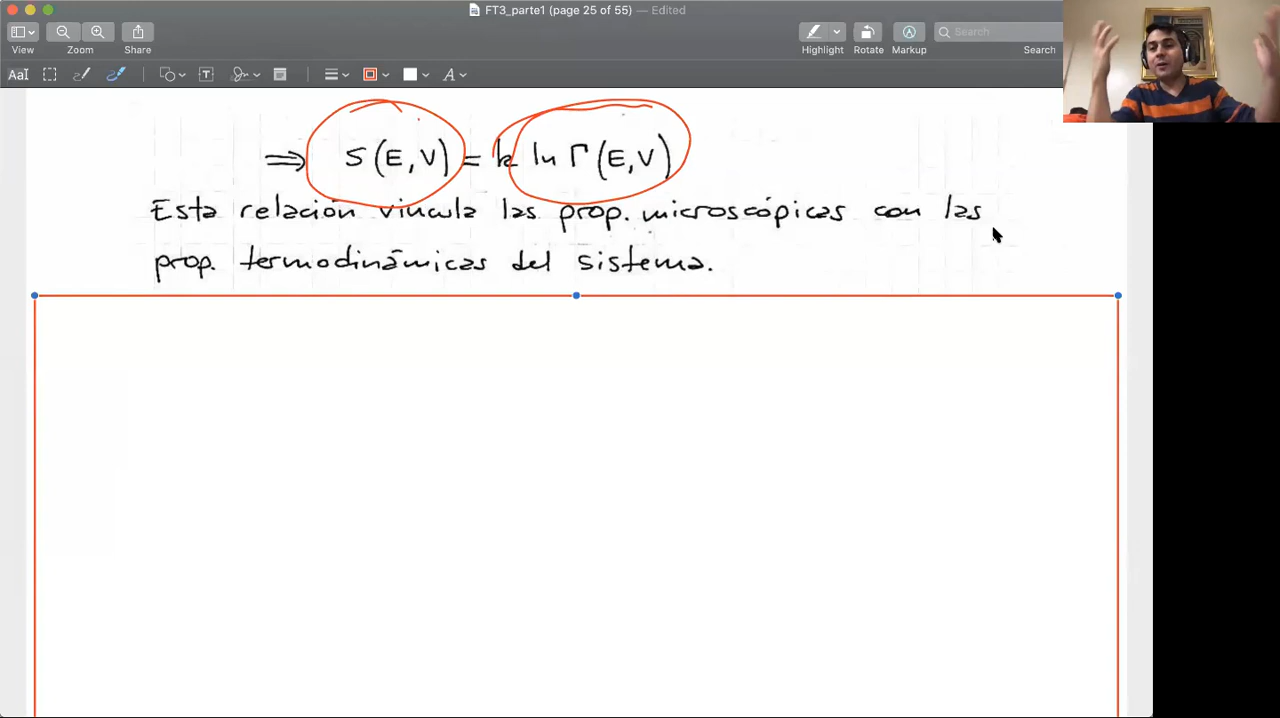 FT3_parte1 (page 25 of 55) — Edited
View Zoom Share Highlight Rotate Markup Search
Search
AaI T A
⇒ S(E,V) = k ln Γ(E,V)
Esta relación vincula las prop. microscópicas con las
prop. termodinámicas del sistema.